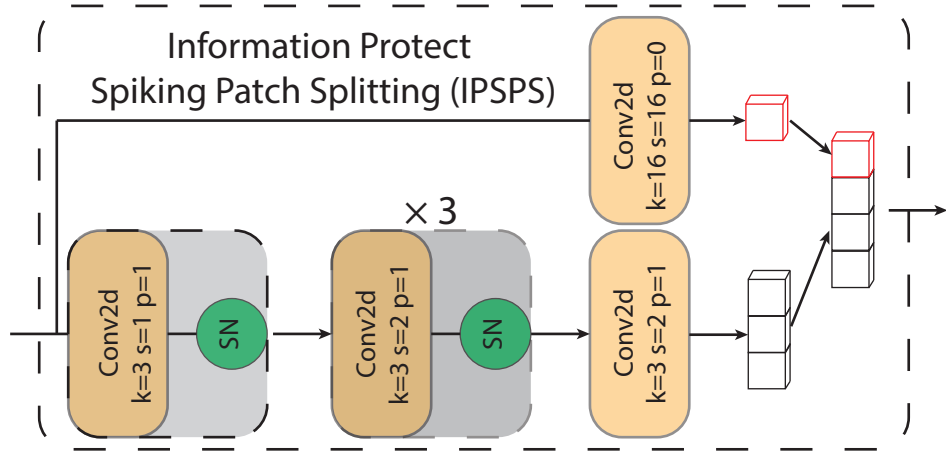 Information Protect
Spiking Patch Splitting (IPSPS)
Conv2d
k=16 s=16 p=0
× 3
Conv2d
k=3 s=1 p=1
SN
Conv2d
k=3 s=2 p=1
SN
Conv2d
k=3 s=2 p=1